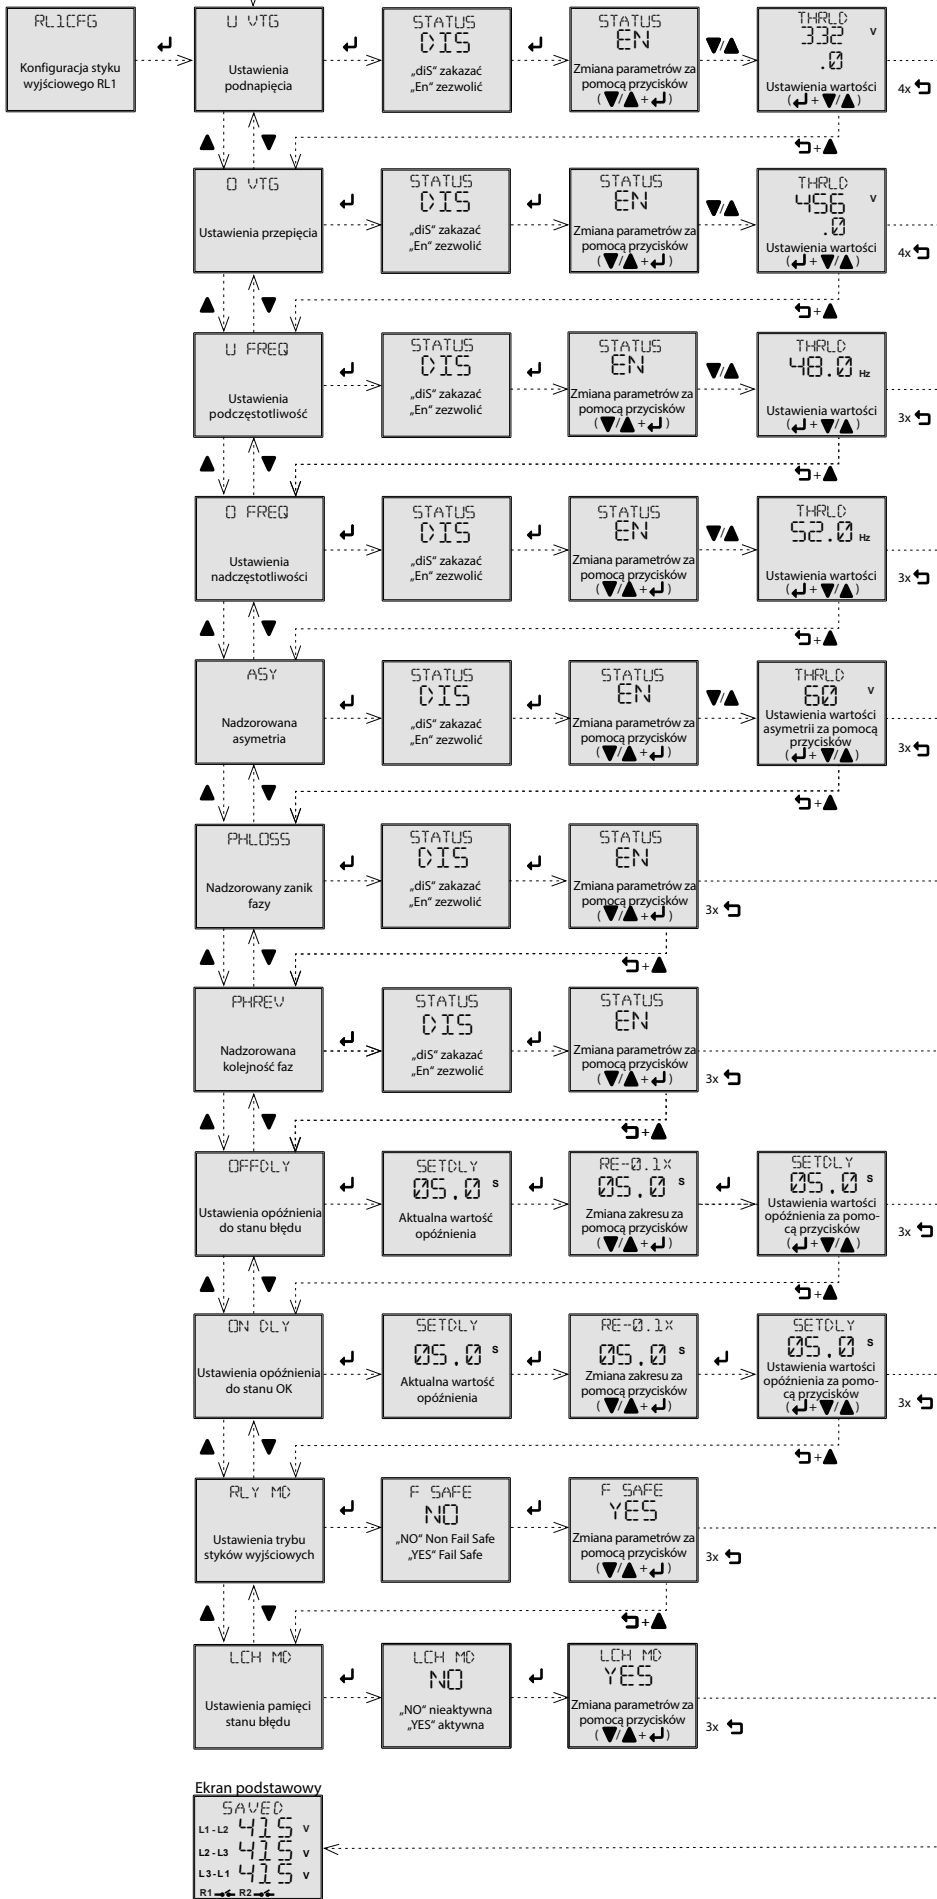 RL1CFG
Konfiguracja styku
wyjściowego RL1
U VTG
Ustawienia
podnapięcia
STATUS
DIS
„diS“ zakazać
„En“ zezwolić
STATUS
EN
Zmiana parametrów za
pomocą przycisków
( ▼/▲ + ↵ )
▼/▲
THRLD
332 V
.0
Ustawienia wartości
( ↵ + ▼/▲ )
4x
+
O VTG
Ustawienia przepięcia
STATUS
DIS
„diS“ zakazać
„En“ zezwolić
STATUS
EN
Zmiana parametrów za
pomocą przycisków
( ▼/▲ + ↵ )
▼/▲
THRLD
456 V
.0
Ustawienia wartości
( ↵ + ▼/▲ )
4x
+
U FREQ
Ustawienia
podczęstotliwość
STATUS
DIS
„diS“ zakazać
„En“ zezwolić
STATUS
EN
Zmiana parametrów za
pomocą przycisków
( ▼/▲ + ↵ )
▼/▲
THRLD
48.0 Hz
Ustawienia wartości
( ↵ + ▼/▲ )
3x
+
O FREQ
Ustawienia
nadczęstotliwości
STATUS
DIS
„diS“ zakazać
„En“ zezwolić
STATUS
EN
Zmiana parametrów za
pomocą przycisków
( ▼/▲ + ↵ )
▼/▲
THRLD
52.0 Hz
Ustawienia wartości
( ↵ + ▼/▲ )
3x
+
ASY
Nadzorowana
asymetria
STATUS
DIS
„diS“ zakazać
„En“ zezwolić
STATUS
EN
Zmiana parametrów za
pomocą przycisków
( ▼/▲ + ↵ )
▼/▲
THRLD
60 V
Ustawienia wartości
asymetrii za pomocą
przycisków
( ↵ + ▼/▲ )
3x
+
PHLOSS
Nadzorowany zanik
fazy
STATUS
DIS
„diS“ zakazać
„En“ zezwolić
STATUS
EN
Zmiana parametrów za
pomocą przycisków
( ▼/▲ + ↵ )
3x
+
PHREV
Nadzorowana
kolejność faz
STATUS
DIS
„diS“ zakazać
„En“ zezwolić
STATUS
EN
Zmiana parametrów za
pomocą przycisków
( ▼/▲ + ↵ )
3x
+
OFFDLY
Ustawienia opóźnienia
do stanu błędu
SETDLY
05.0 s
Aktualna wartość
opóźnienia
RE-0.1X
05.0 s
Zmiana zakresu za
pomocą przycisków
( ▼/▲ + ↵ )
SETDLY
05.0 s
Ustawienia wartości
opóźnienia za pomo-
cą przycisków
( ↵ + ▼/▲ )
3x
+
ON DLY
Ustawienia opóźnienia
do stanu OK
SETDLY
05.0 s
Aktualna wartość
opóźnienia
RE-0.1X
05.0 s
Zmiana zakresu za
pomocą przycisków
( ▼/▲ + ↵ )
SETDLY
05.0 s
Ustawienia wartości
opóźnienia za pomo-
cą przycisków
( ↵ + ▼/▲ )
3x
+
RLY MD
Ustawienia trybu
styków wyjściowych
F SAFE
NO
„NO“ Non Fail Safe
„YES“ Fail Safe
F SAFE
YES
Zmiana parametrów za
pomocą przycisków
( ▼/▲ + ↵ )
3x
+
LCH MD
Ustawienia pamięci
stanu błędu
LCH MD
NO
„NO“ nieaktywna
„YES“ aktywna
LCH MD
YES
Zmiana parametrów za
pomocą przycisków
( ▼/▲ + ↵ )
3x
Ekran podstawowy
SAVED
L1 - L2 415 V
L2 - L3 415 V
L3 - L1 415 V
R1 R2